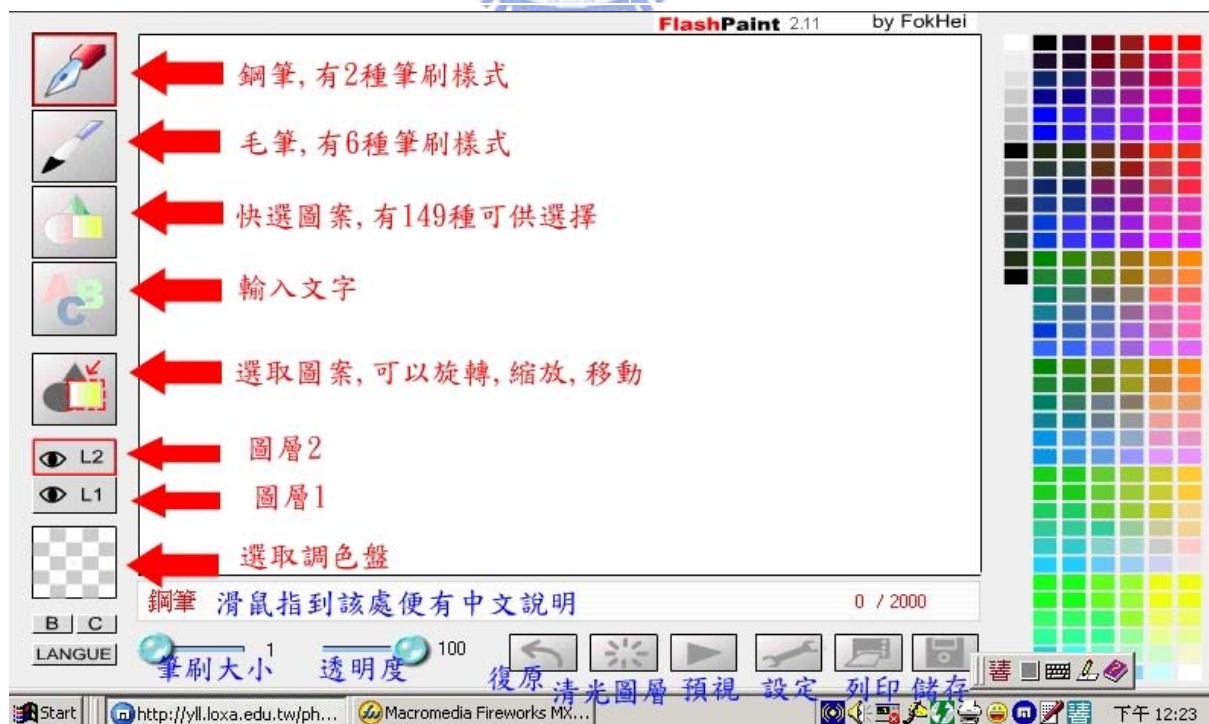 FlashPaint 2.11 by FokHei
鋼筆, 有2種筆刷樣式
毛筆, 有6種筆刷樣式
快選圖案, 有149種可供選擇
ABC
輸入文字
選取圖案, 可以旋轉, 縮放, 移動
L2 圖層2
L1 圖層1
選取調色盤
鋼筆 滑鼠指到該處便有中文說明 0 / 2000
B C
LANGUE
1 100
筆刷大小 透明度 復原 清光圖層 預視 設定 列印 儲存
Start http://yll.loxa.edu.tw/ph... Macromedia Fireworks MX... 下午 12:23